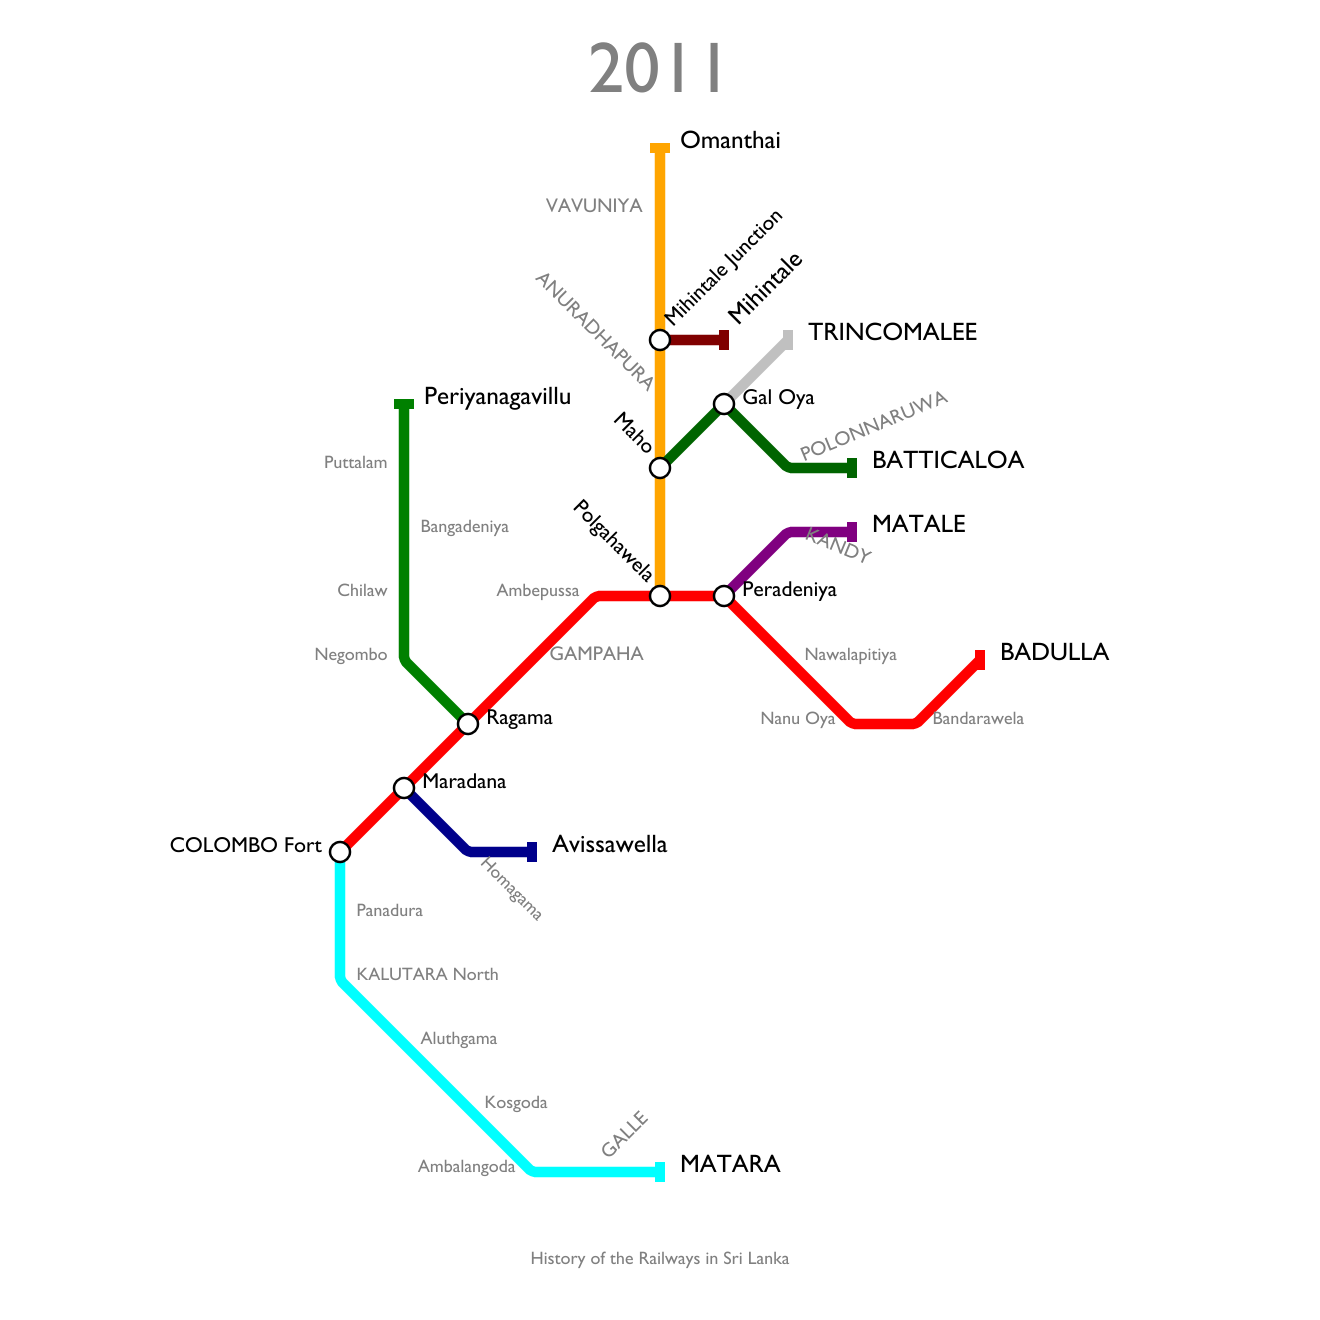 2011
Omanthai
VAVUNIYA
Mihintale Junction
Mihintale
ANURADHAPURA
TRINCOMALEE
Periyanagavillu
Gal Oya
POLONNARUWA
Maho
Puttalam
BATTICALOA
Bangadeniya
Polgahawela
MATALE
KANDY
Chilaw
Ambepussa
Peradeniya
Negombo
GAMPAHA
Nawalapitiya
BADULLA
Ragama
Nanu Oya
Bandarawela
Maradana
COLOMBO Fort
Avissawella
Homagama
Panadura
KALUTARA North
Aluthgama
Kosgoda
GALLE
Ambalangoda
MATARA
History of the Railways in Sri Lanka